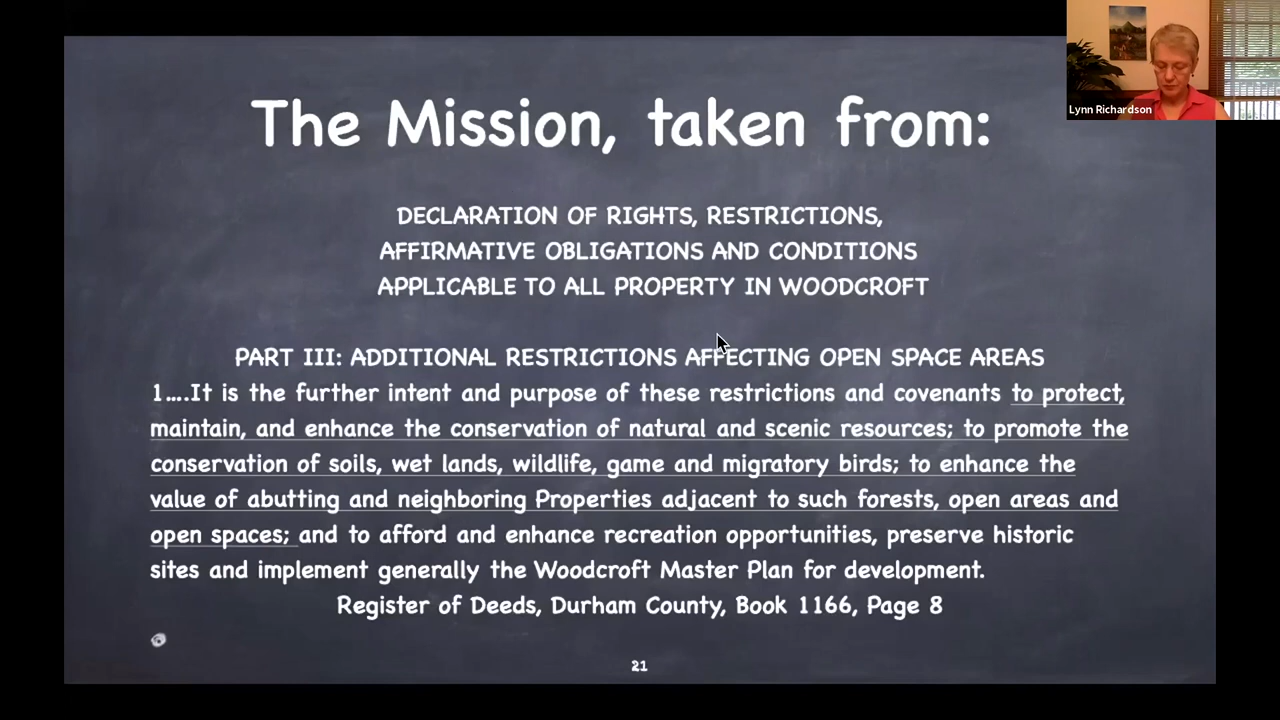 The Mission, taken from:
Lynn Richardson
DECLARATION OF RIGHTS, RESTRICTIONS,
AFFIRMATIVE OBLIGATIONS AND CONDITIONS
APPLICABLE TO ALL PROPERTY IN WOODCROFT
PART III: ADDITIONAL RESTRICTIONS AFFECTING OPEN SPACE AREAS
1....It is the further intent and purpose of these restrictions and covenants to protect,
maintain, and enhance the conservation of natural and scenic resources; to promote the
conservation of soils, wet lands, wildlife, game and migratory birds; to enhance the
value of abutting and neighboring Properties adjacent to such forests, open areas and
open spaces; and to afford and enhance recreation opportunities, preserve historic
sites and implement generally the Woodcroft Master Plan for development.
Register of Deeds, Durham County, Book 1166, Page 8
21